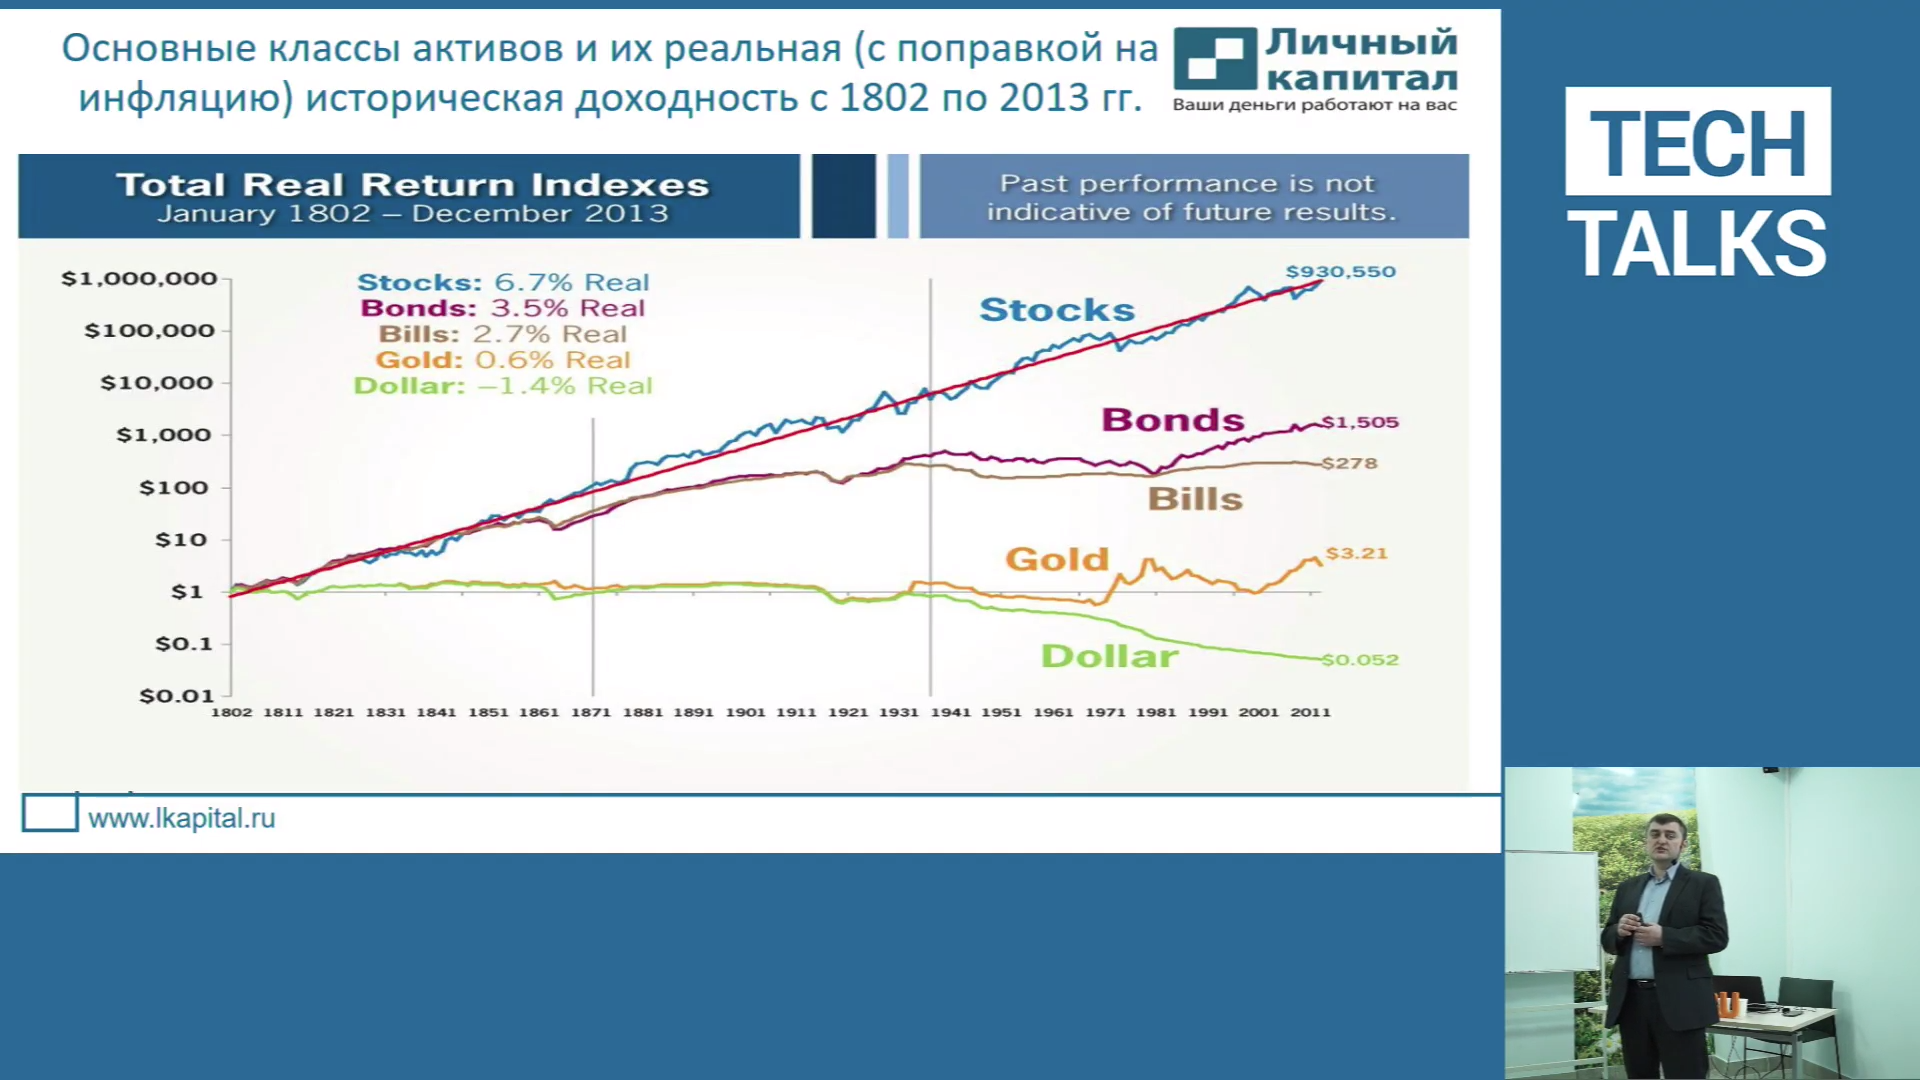 Основные классы активов и их реальная (с поправкой на
инфляцию) историческая доходность с 1802 по 2013 гг.
Личный
капитал
Ваши деньги работают на вас
TECH
TALKS
Total Real Return Indexes
January 1802 – December 2013
Past performance is not
indicative of future results.
$1,000,000
$100,000
$10,000
$1,000
$100
$10
$1
$0.1
$0.01
Stocks: 6.7% Real
Bonds: 3.5% Real
Bills: 2.7% Real
Gold: 0.6% Real
Dollar: –1.4% Real
Stocks
$930,550
Bonds
$1,505
$278
Bills
Gold
$3.21
Dollar
$0.052
1802 1811 1821 1831 1841 1851 1861 1871 1881 1891 1901 1911 1921 1931 1941 1951 1961 1971 1981 1991 2001 2011
www.lkapital.ru